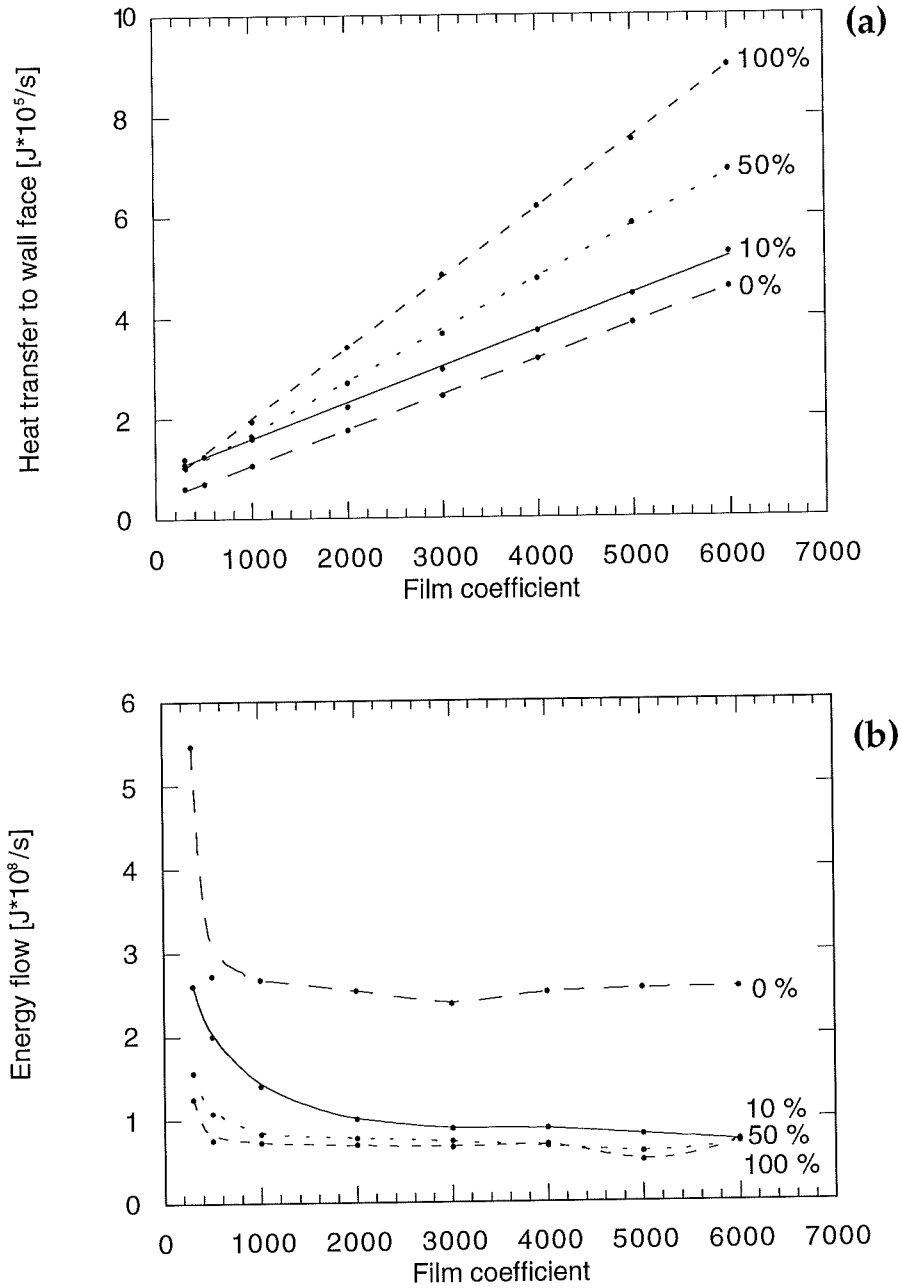 (a)
Heat transfer to wall face [J*10⁵/s]
10
8
6
4
2
0
100%
50%
10%
0%
0 1000 2000 3000 4000 5000 6000 7000
Film coefficient
(b)
Energy flow [J*10⁸/s]
6
5
4
3
2
1
0
0 %
10 %
50 %
100 %
0 1000 2000 3000 4000 5000 6000 7000
Film coefficient